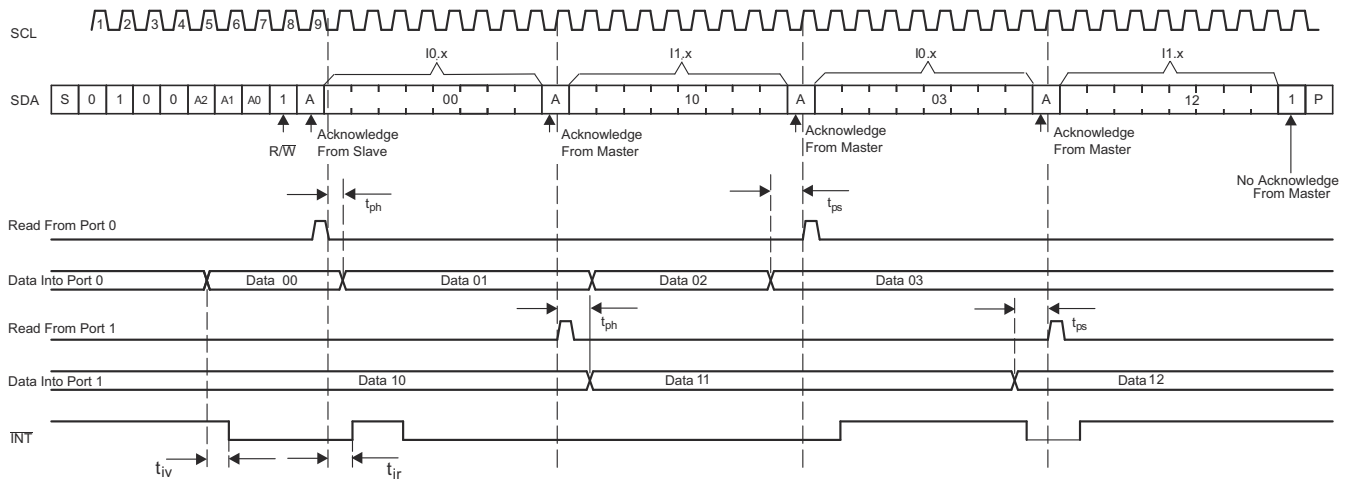 SCL 1 2 3 4 5 6 7 8 9
I0.x I1.x I0.x I1.x
SDA S 0 1 0 0 A2 A1 A0 1 A 00 A 10 A 03 A 12 1 P
R/W
Acknowledge
From Slave
Acknowledge
From Master
Acknowledge
From Master
Acknowledge
From Master
No Acknowledge
From Master
tph tps
Read From Port 0
Data Into Port 0 Data 00 Data 01 Data 02 Data 03
Read From Port 1 tph tps
Data Into Port 1 Data 10 Data 11 Data 12
INT
tiv tir